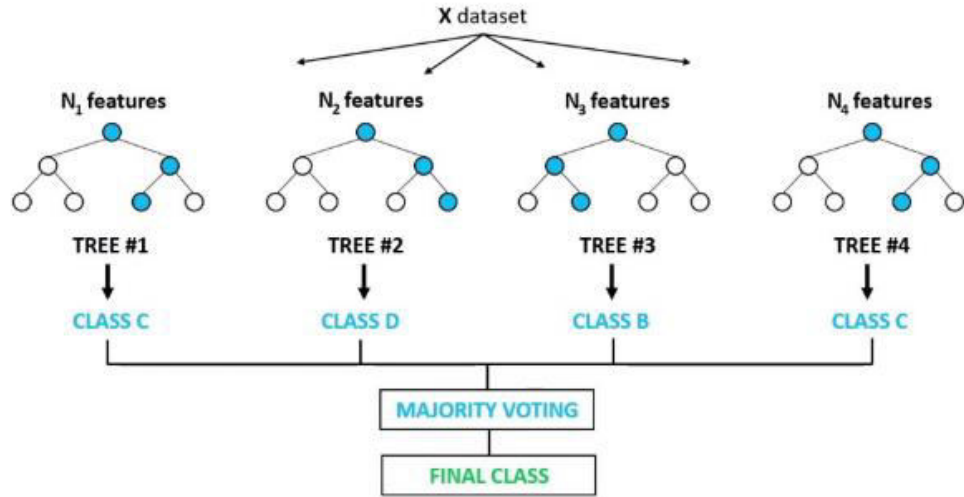 X dataset
N₁ features N₂ features N₃ features N₄ features
TREE #1 TREE #2 TREE #3 TREE #4
CLASS C CLASS D CLASS B CLASS C
MAJORITY VOTING
FINAL CLASS